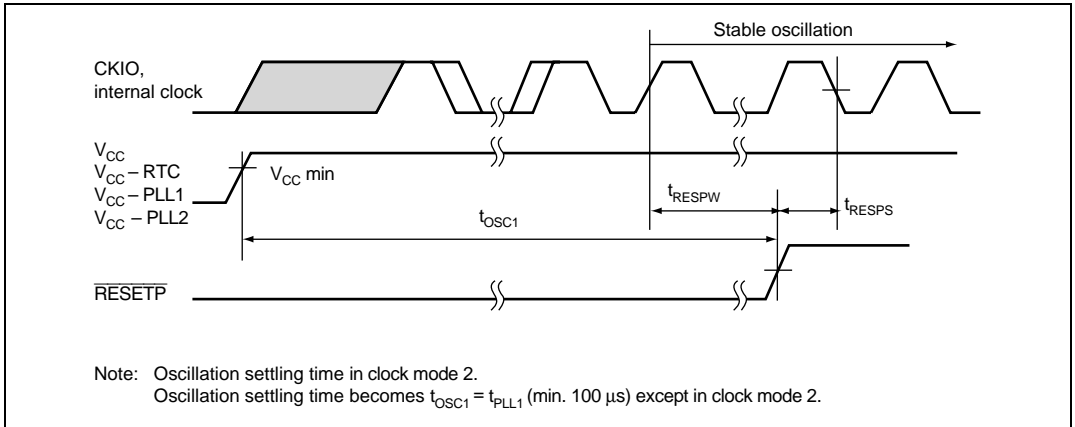 Stable oscillation
CKIO,
internal clock
VCC
VCC – RTC
VCC – PLL1
VCC – PLL2
VCC min
tRESPW
tRESPS
tOSC1
RESETP
Note: Oscillation settling time in clock mode 2.
Oscillation settling time becomes tOSC1 = tPLL1 (min. 100 μs) except in clock mode 2.